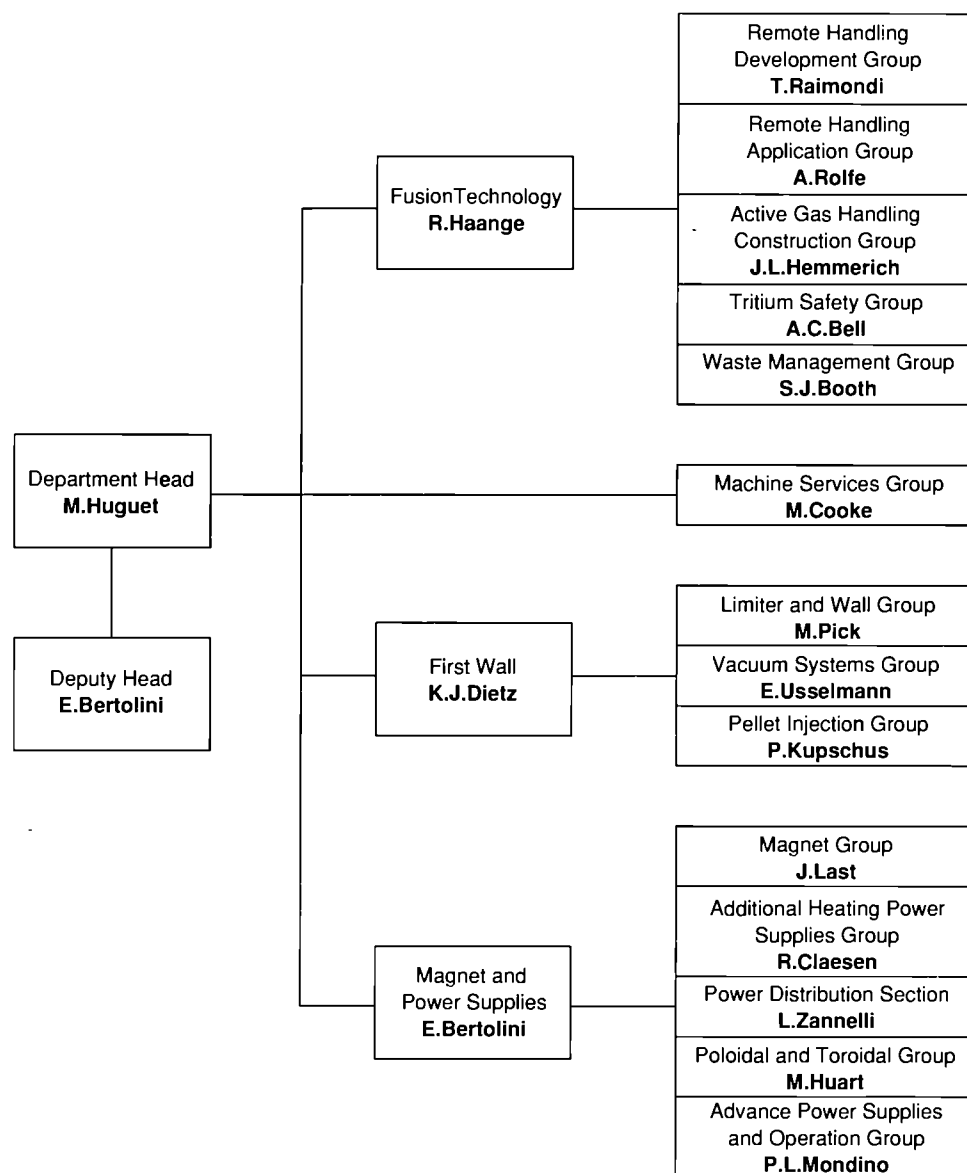 Department Head
M.Huguet
Deputy Head
E.Bertolini
FusionTechnology
R.Haange
Remote Handling
Development Group
T.Raimondi
Remote Handling
Application Group
A.Rolfe
Active Gas Handling
Construction Group
J.L.Hemmerich
Tritium Safety Group
A.C.Bell
Waste Management Group
S.J.Booth
Machine Services Group
M.Cooke
First Wall
K.J.Dietz
Limiter and Wall Group
M.Pick
Vacuum Systems Group
E.Usselmann
Pellet Injection Group
P.Kupschus
Magnet and
Power Supplies
E.Bertolini
Magnet Group
J.Last
Additional Heating Power
Supplies Group
R.Claesen
Power Distribution Section
L.Zannelli
Poloidal and Toroidal Group
M.Huart
Advance Power Supplies
and Operation Group
P.L.Mondino